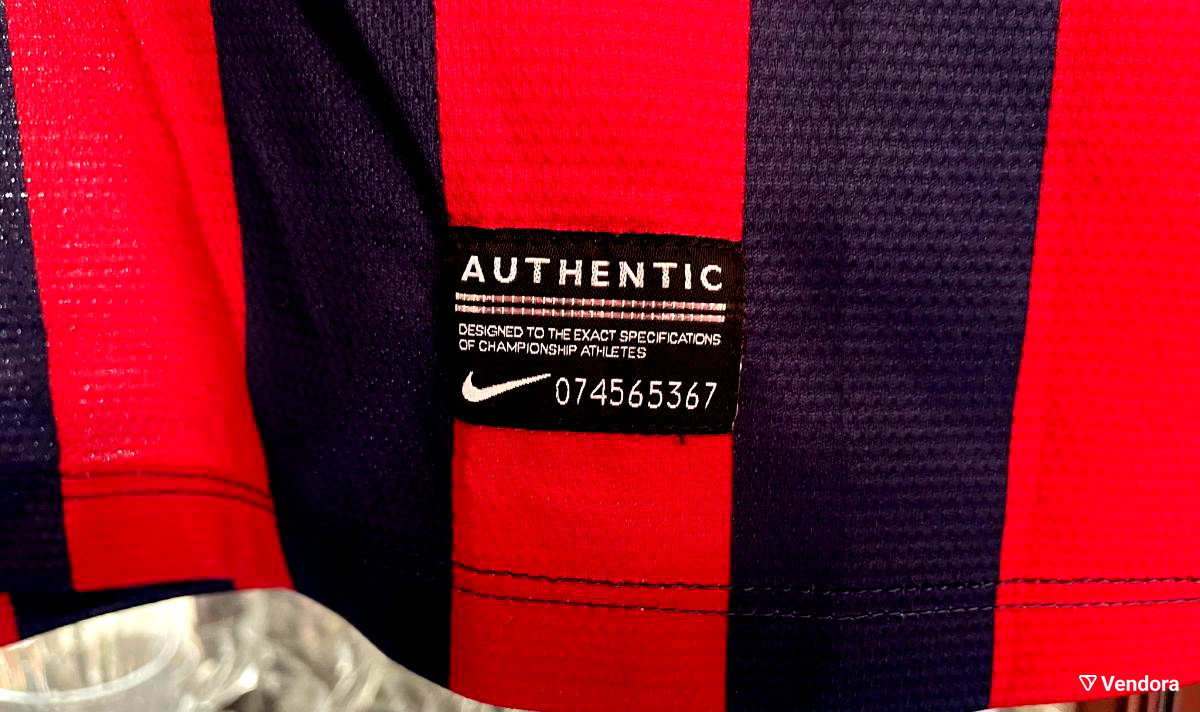 AUTHENTIC
DESIGNED TO THE EXACT SPECIFICATIONS
OF CHAMPIONSHIP ATHLETES
074565367
Vendora